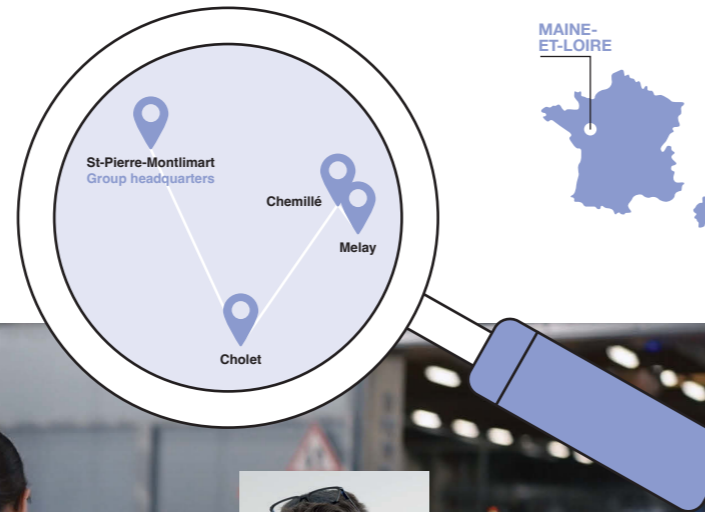 MAINE-
ET-LOIRE
St-Pierre-Montlimart
Group headquarters
Chemillé
Melay
Cholet